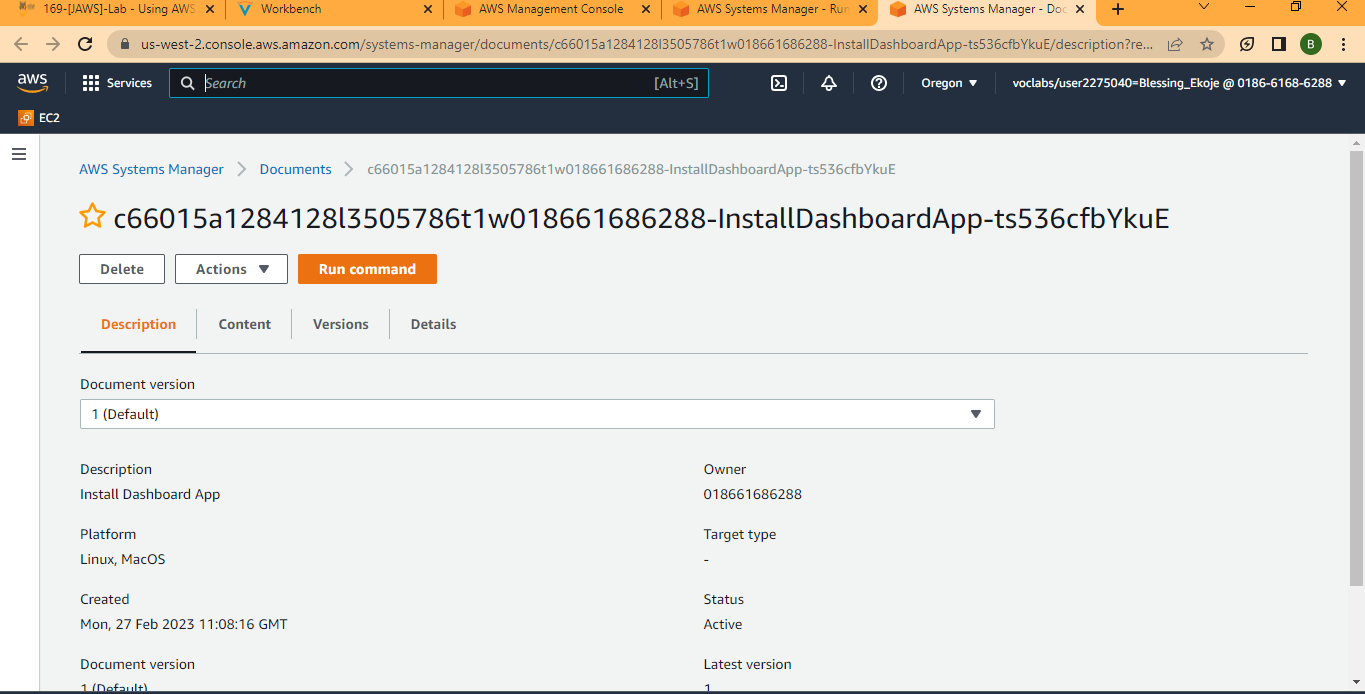 169-[JAWS]-Lab - Using AWS
Workbench
AWS Management Console
AWS Systems Manager - Run
AWS Systems Manager - Doc
us-west-2.console.aws.amazon.com/systems-manager/documents/c66015a1284128l3505786t1w018661686288-InstallDashboardApp-ts536cfbYkuE/description?re...
B
aws
Services
Search
[Alt+S]
Oregon
voclabs/user2275040=Blessing_Ekoje @ 0186-6168-6288
EC2
AWS Systems Manager
Documents
c66015a1284128l3505786t1w018661686288-InstallDashboardApp-ts536cfbYkuE
c66015a1284128l3505786t1w018661686288-InstallDashboardApp-ts536cfbYkuE
Delete
Actions
Run command
Description
Content
Versions
Details
Document version
1 (Default)
Description
Owner
Install Dashboard App
018661686288
Platform
Target type
Linux, MacOS
-
Created
Status
Mon, 27 Feb 2023 11:08:16 GMT
Active
Document version
Latest version
1 (Default)
1